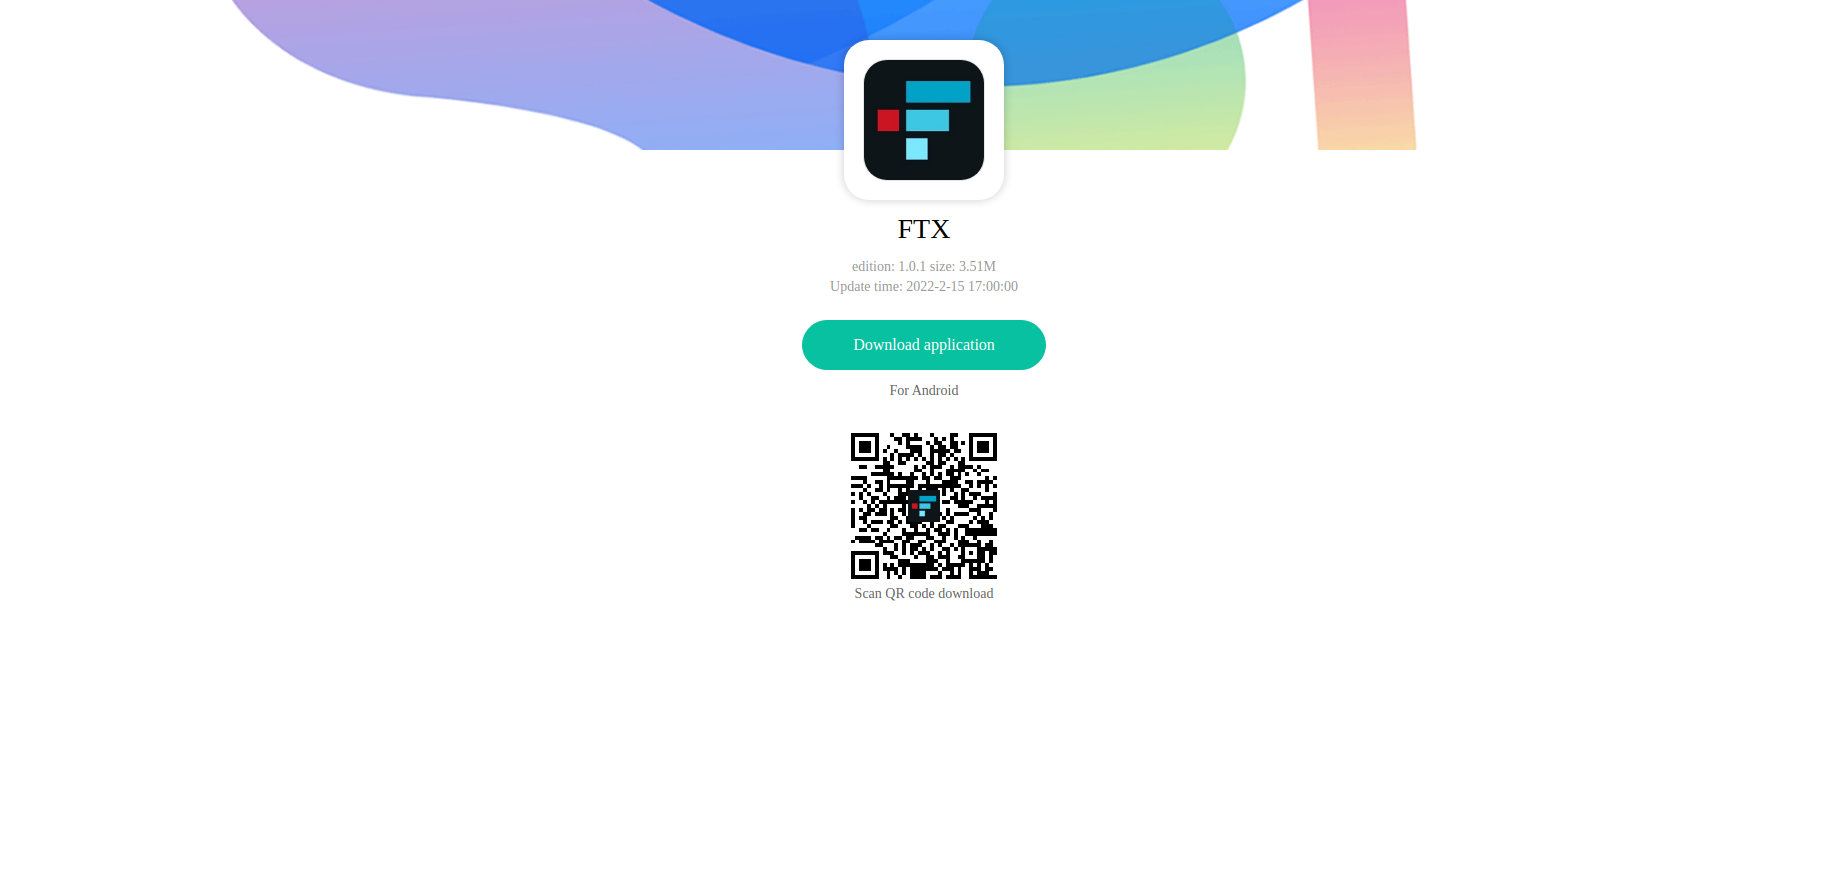 FTX
edition: 1.0.1 size: 3.51M
Update time: 2022-2-15 17:00:00
Download application
For Android
Scan QR code download